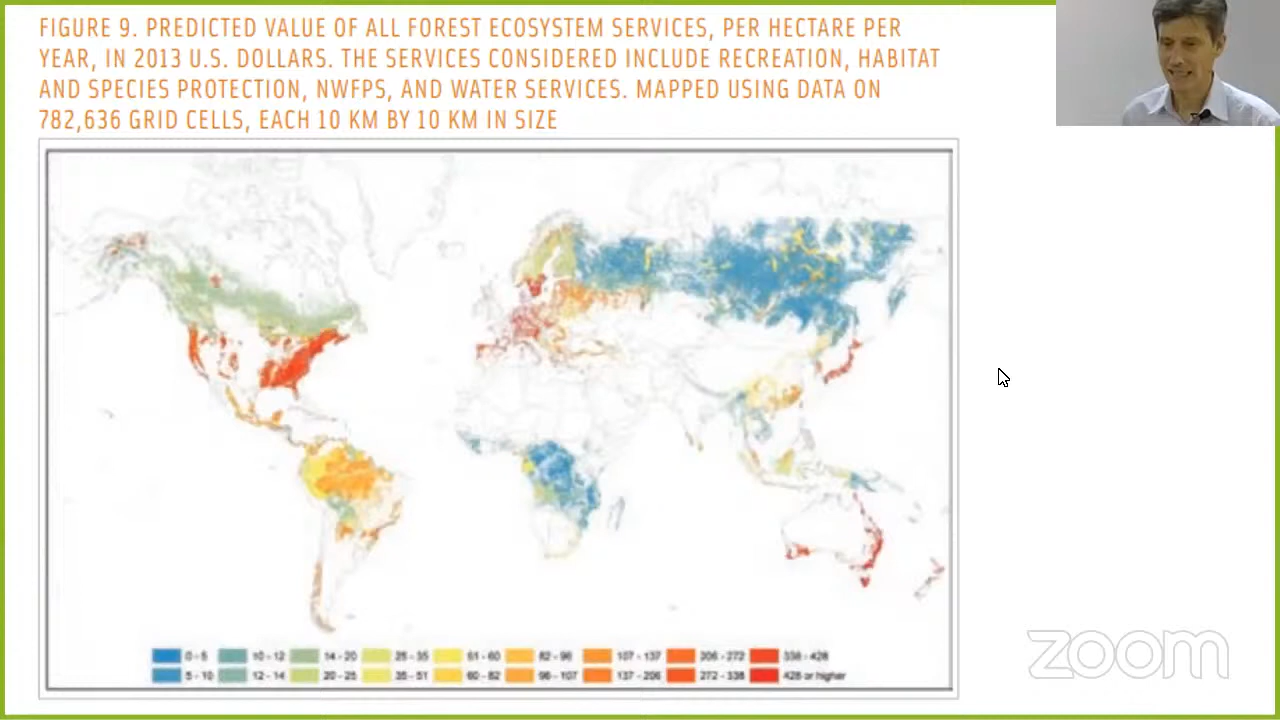 FIGURE 9. PREDICTED VALUE OF ALL FOREST ECOSYSTEM SERVICES, PER HECTARE PER
YEAR, IN 2013 U.S. DOLLARS. THE SERVICES CONSIDERED INCLUDE RECREATION, HABITAT
AND SPECIES PROTECTION, NWFPS, AND WATER SERVICES. MAPPED USING DATA ON
782,636 GRID CELLS, EACH 10 KM BY 10 KM IN SIZE
0 - 5 10 - 12 14 - 20 25 - 35 51 - 60 82 - 96 107 - 137 206 - 272 338 - 428
5 - 10 12 - 14 20 - 25 35 - 51 60 - 82 96 - 107 137 - 206 272 - 338 428 or higher
zoom